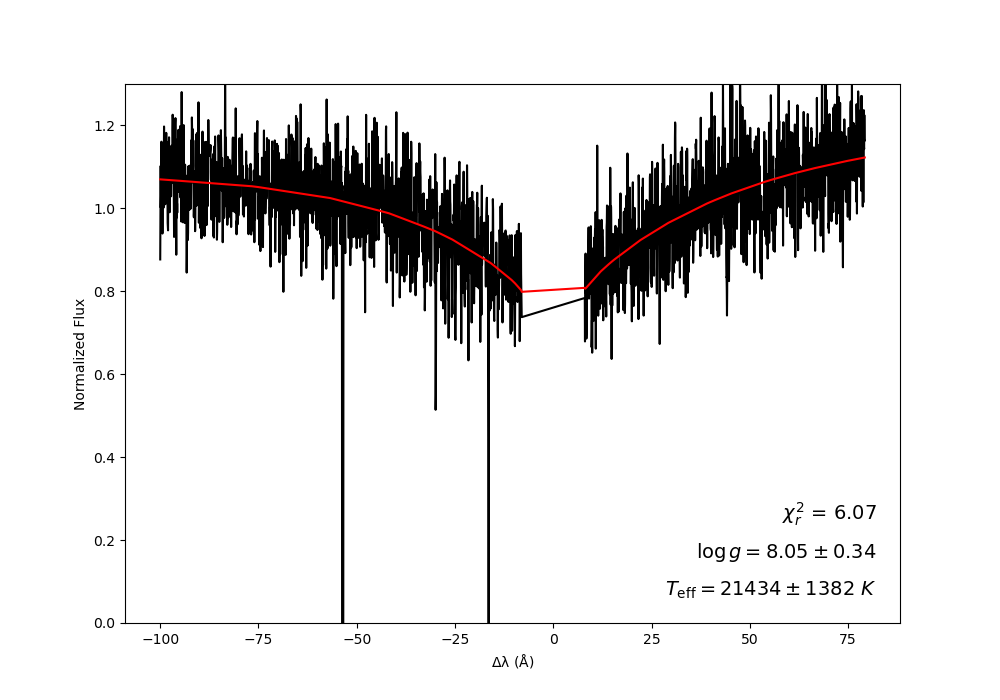 1.2
1.0
0.8
0.6
0.4
0.2
0.0
Normalized Flux
χ²ᵣ = 6.07
log g = 8.05 ± 0.34
T_eff = 21434 ± 1382 K
−100 −75 −50 −25 0 25 50 75
Δλ (Å)